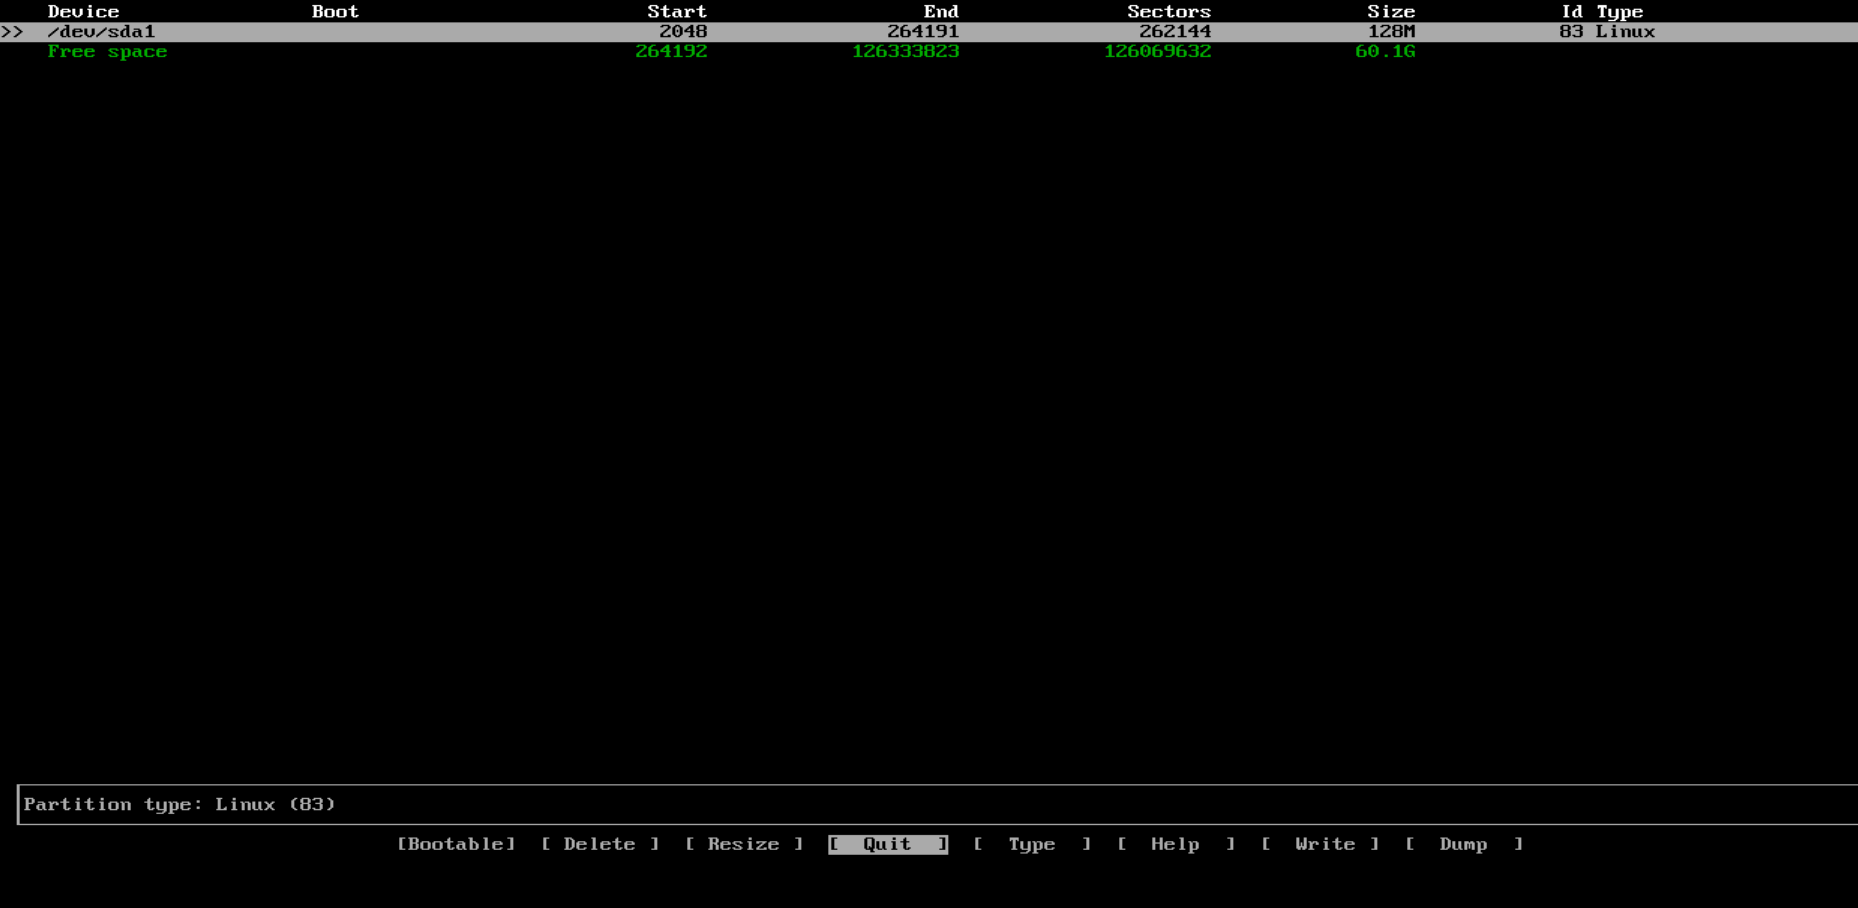 Device Boot Start End Sectors Size Id Type
>> /dev/sda1 2048 264191 262144 128M 83 Linux
Free space 264192 126333823 126069632 60.1G
Partition type: Linux (83)
[Bootable] [ Delete ] [ Resize ] [ Quit ] [ Type ] [ Help ] [ Write ] [ Dump ]